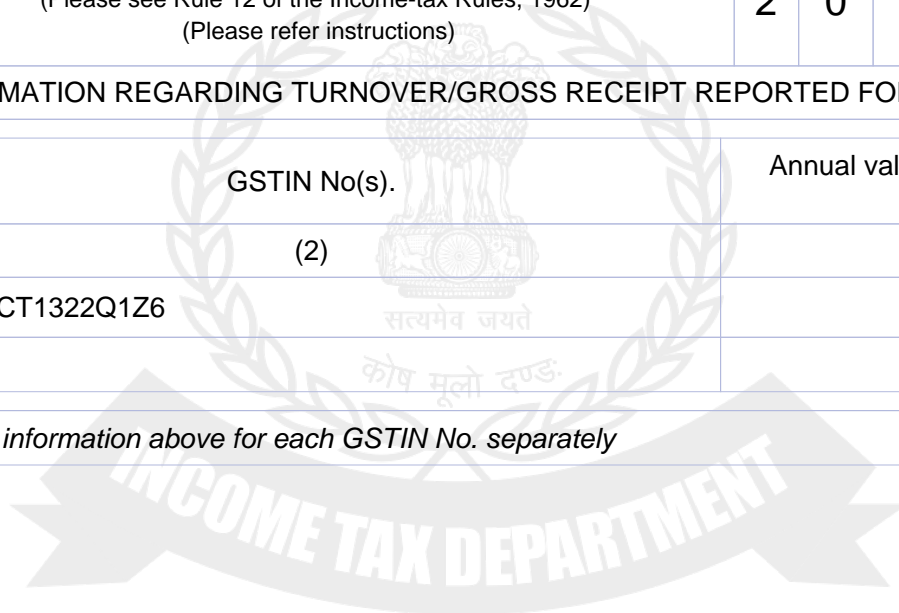 (Please see Rule 12 of the Income-tax Rules, 1962)
2 0
(Please refer instructions)
MATION REGARDING TURNOVER/GROSS RECEIPT REPORTED FO
GSTIN No(s).
Annual val
(2)
CT1322Q1Z6
सत्यमेव जयते
कोष मूलो दण्डः
information above for each GSTIN No. separately
INCOME TAX DEPARTMENT